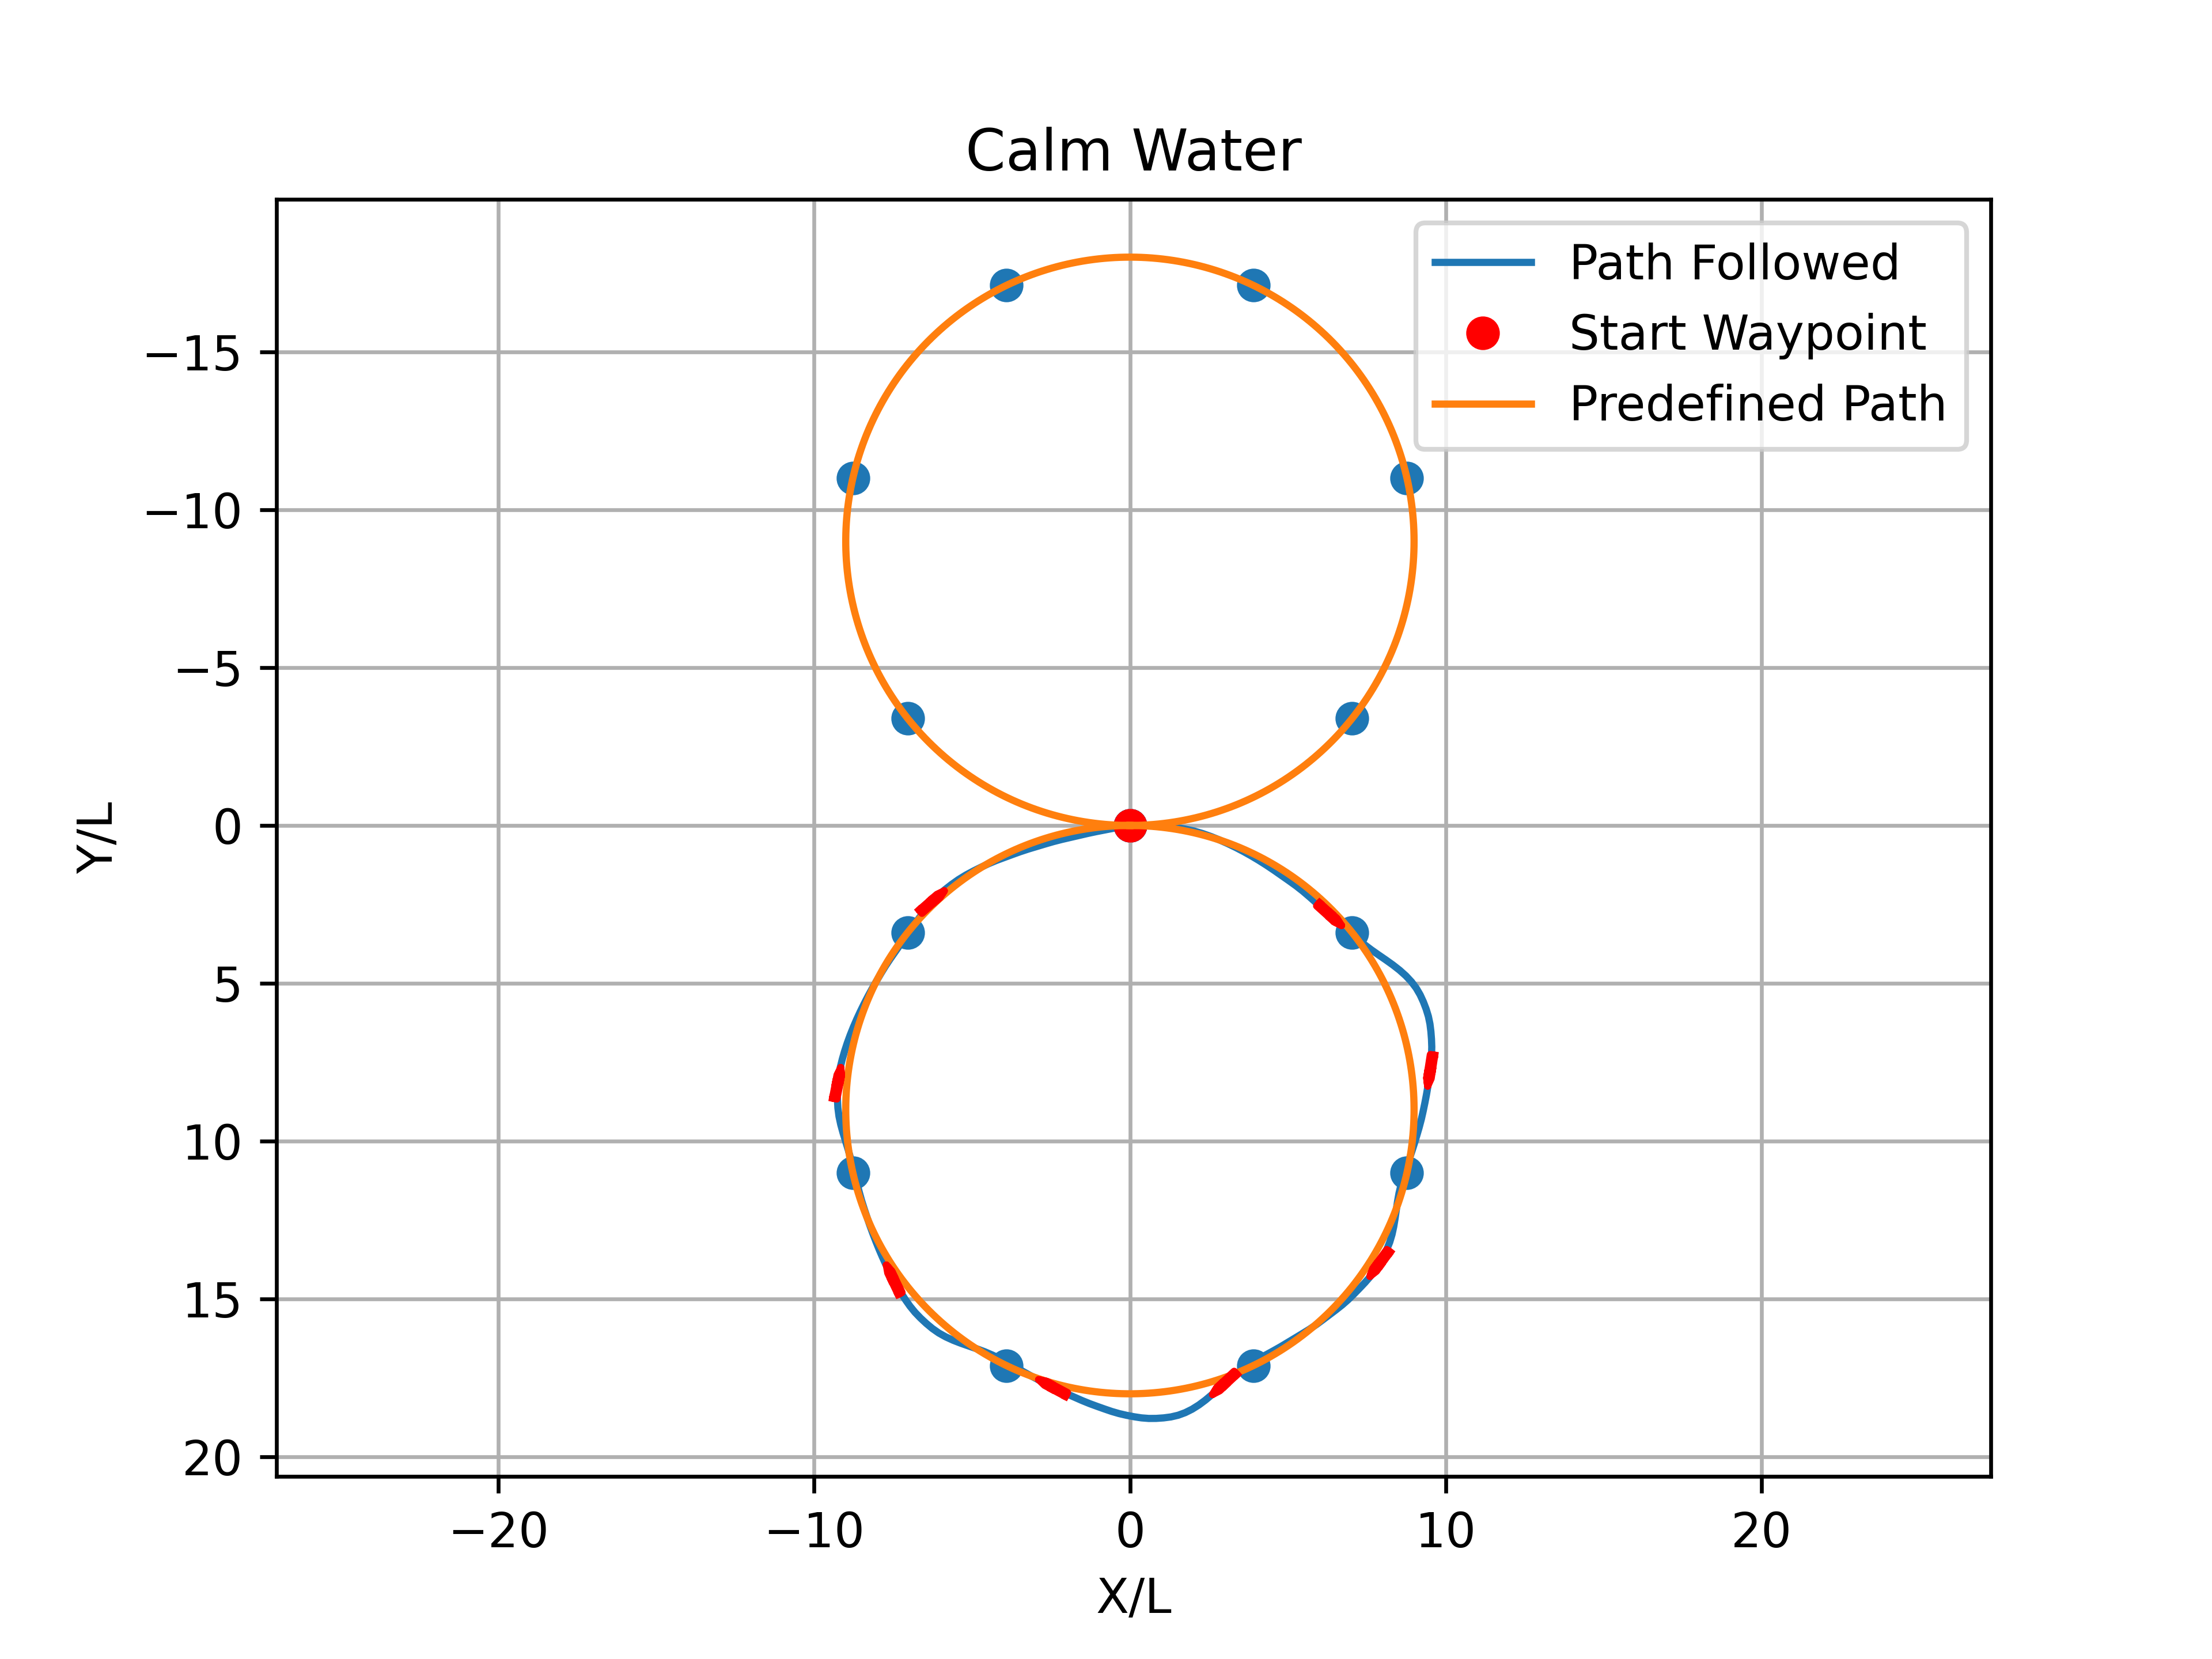 Calm Water
Path Followed
Start Waypoint
Predefined Path
−15
−10
−5
0
5
10
15
20
Y/L
−20
−10
0
10
20
X/L